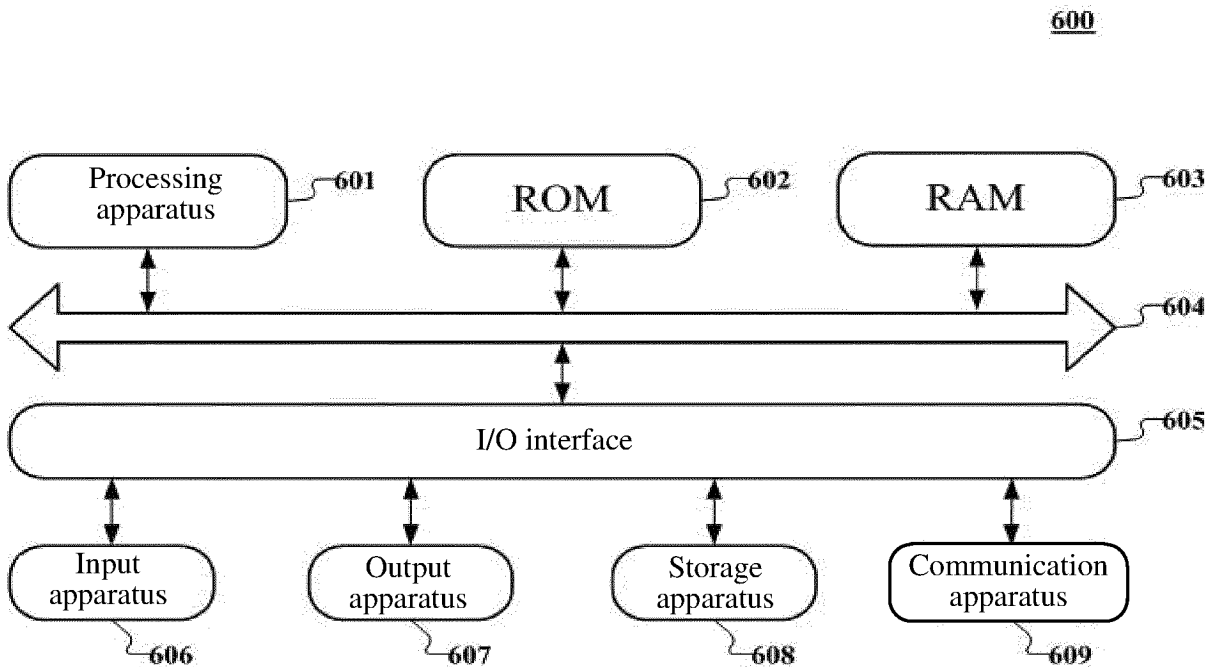 600
Processing
apparatus
601
ROM
602
RAM
603
604
I/O interface
605
Input
apparatus
606
Output
apparatus
607
Storage
apparatus
608
Communication
apparatus
609